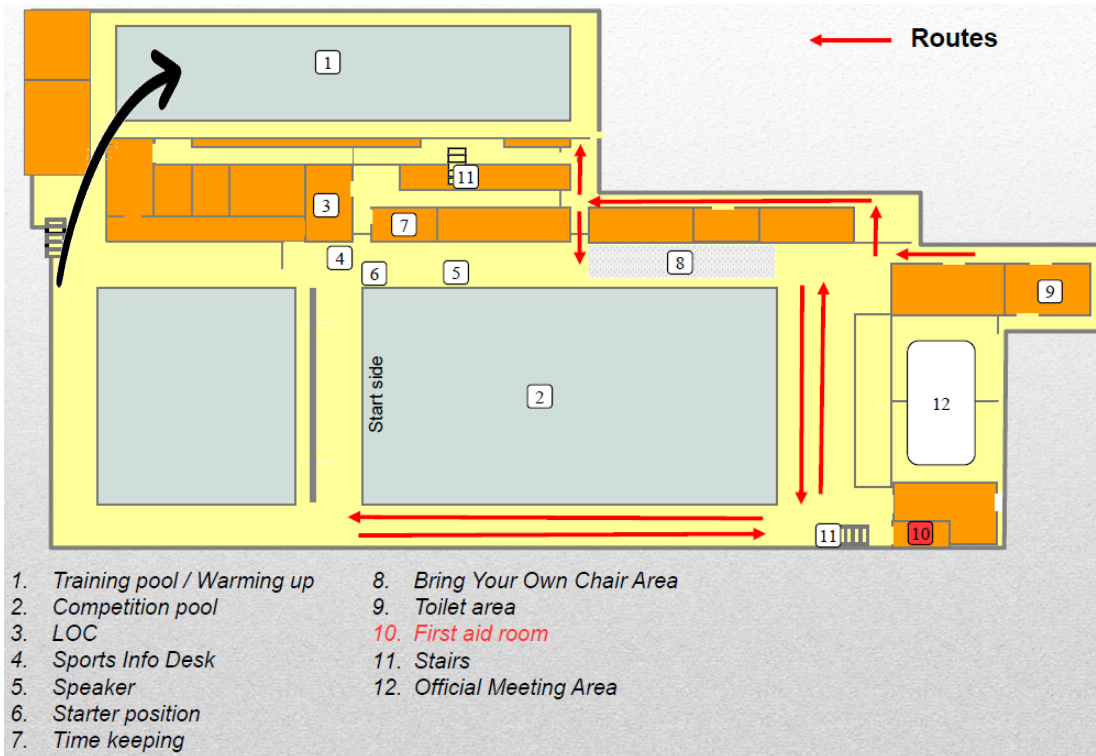 Routes
1
11
3
7
4
6
5
8
9
Start side
2
12
11
10
1. Training pool / Warming up
2. Competition pool
3. LOC
4. Sports Info Desk
5. Speaker
6. Starter position
7. Time keeping
8. Bring Your Own Chair Area
9. Toilet area
10. First aid room
11. Stairs
12. Official Meeting Area